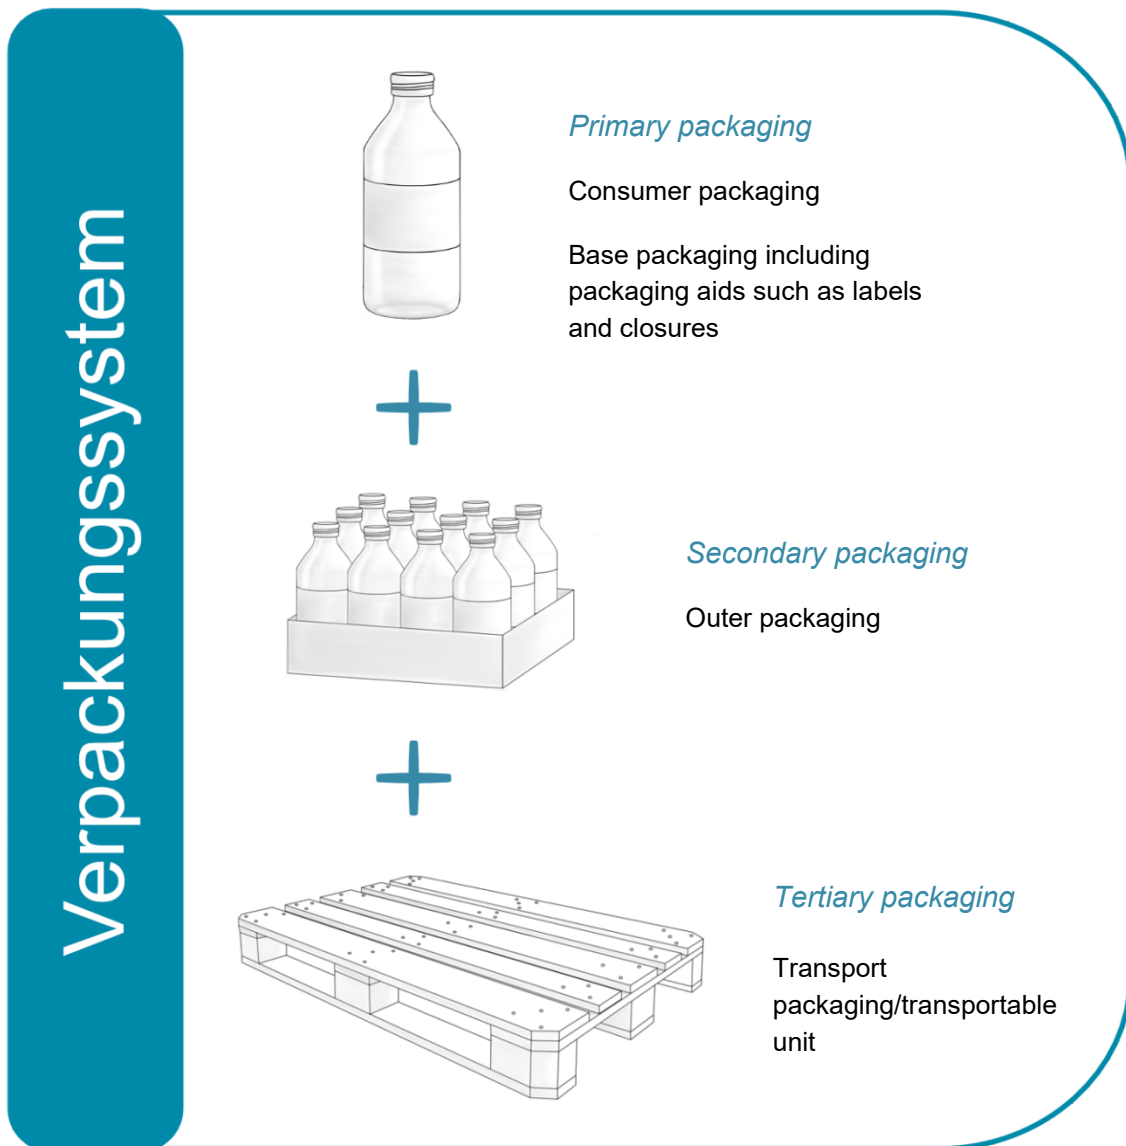 Verpackungssystem
Primary packaging
Consumer packaging
Base packaging including
packaging aids such as labels
and closures
Secondary packaging
Outer packaging
Tertiary packaging
Transport
packaging/transportable
unit